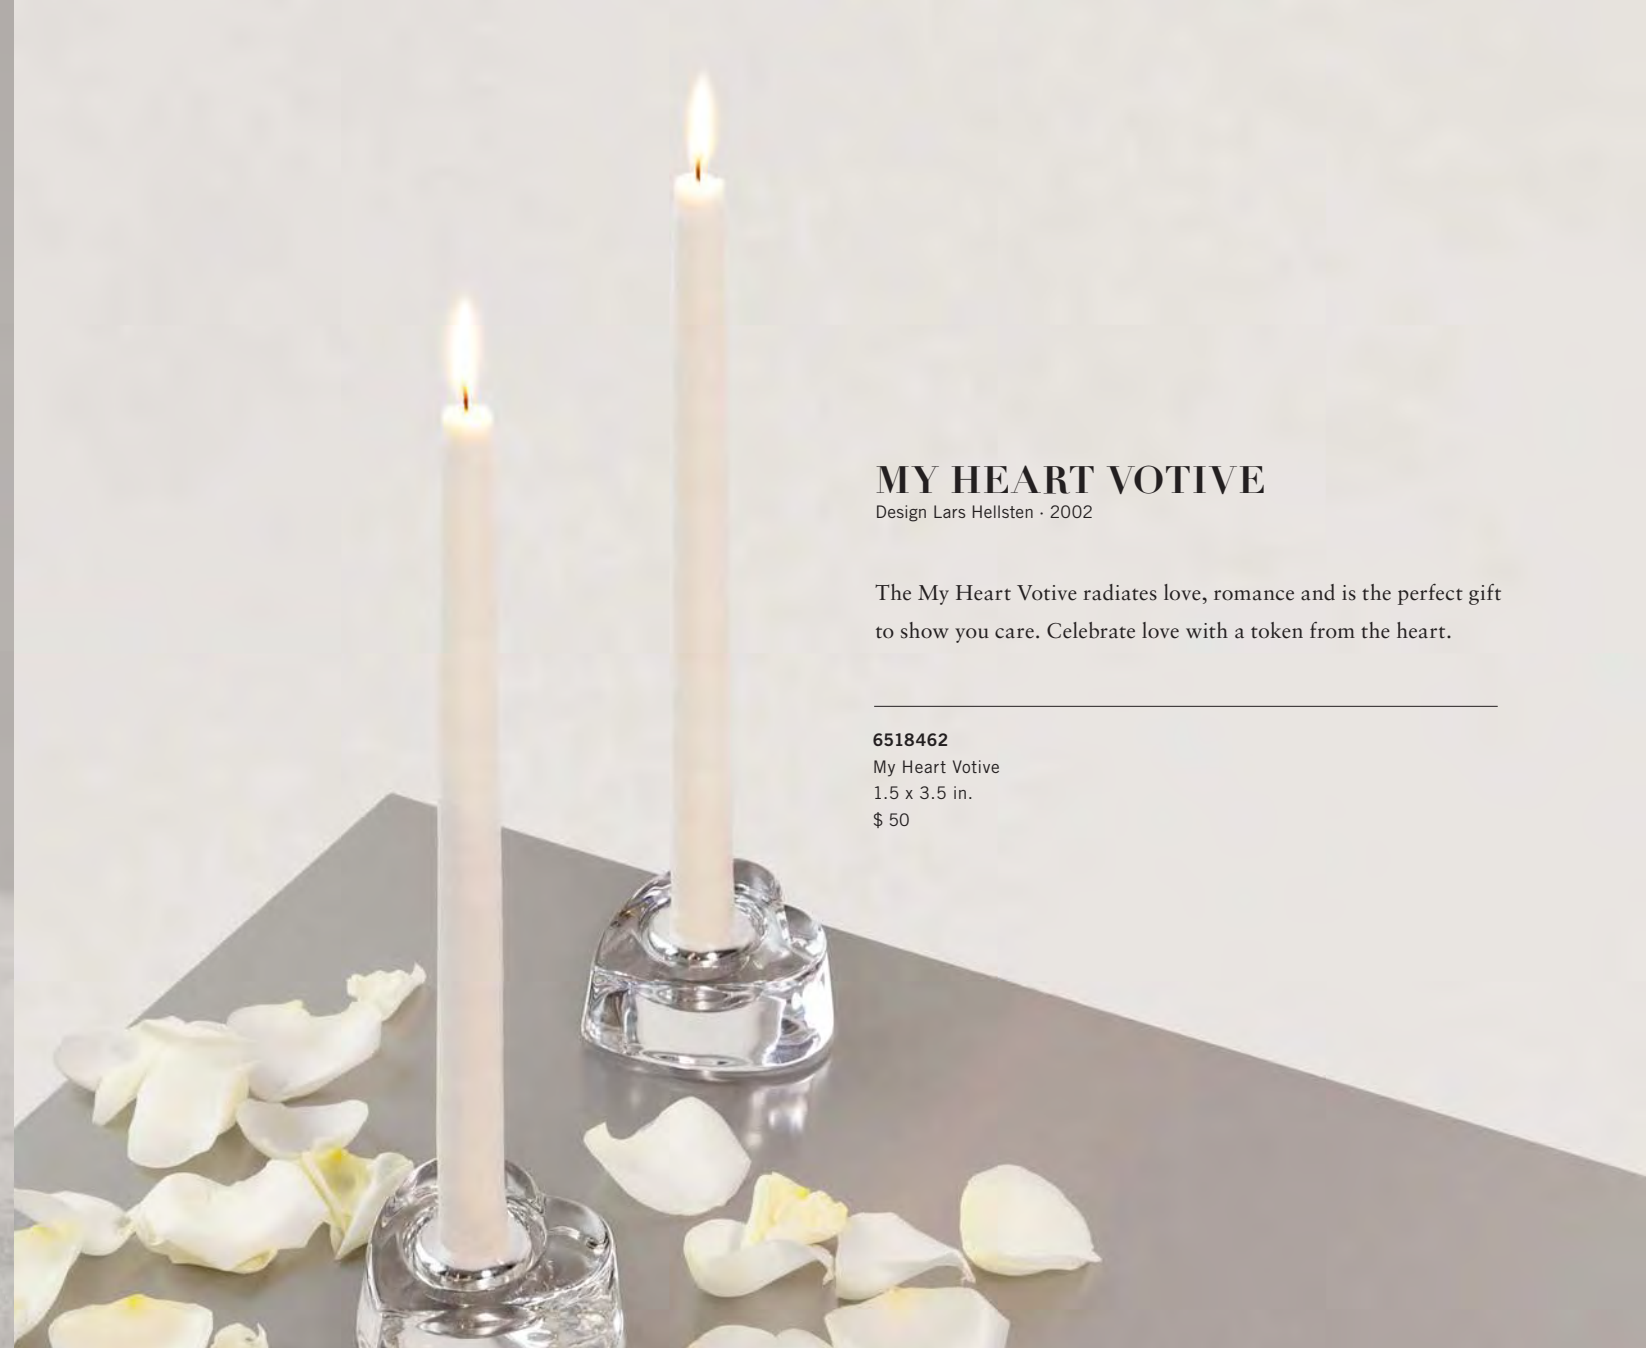 MY HEART VOTIVE
Design Lars Hellsten · 2002
The My Heart Votive radiates love, romance and is the perfect gift
to show you care. Celebrate love with a token from the heart.
6518462
My Heart Votive
1.5 x 3.5 in.
$ 50